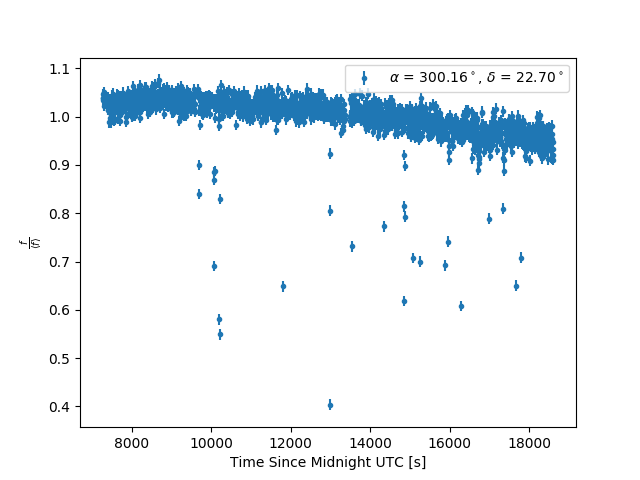 α = 300.16°, δ = 22.70°
1.1
1.0
0.9
0.8
0.7
0.6
0.5
0.4
f
⟨f⟩
8000 10000 12000 14000 16000 18000
Time Since Midnight UTC [s]